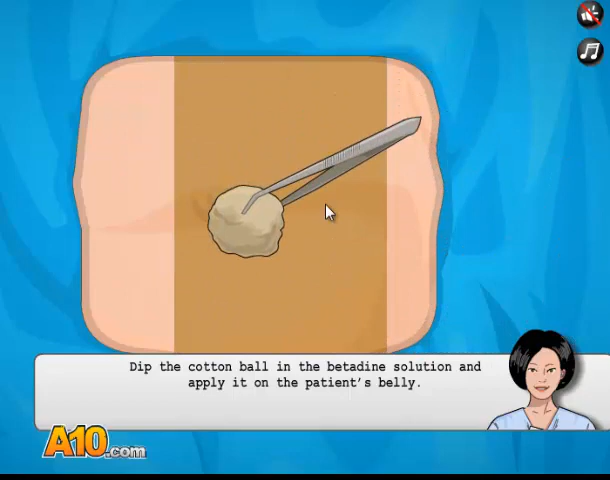 Dip the cotton ball in the betadine solution and
apply it on the patient's belly.
A10.com